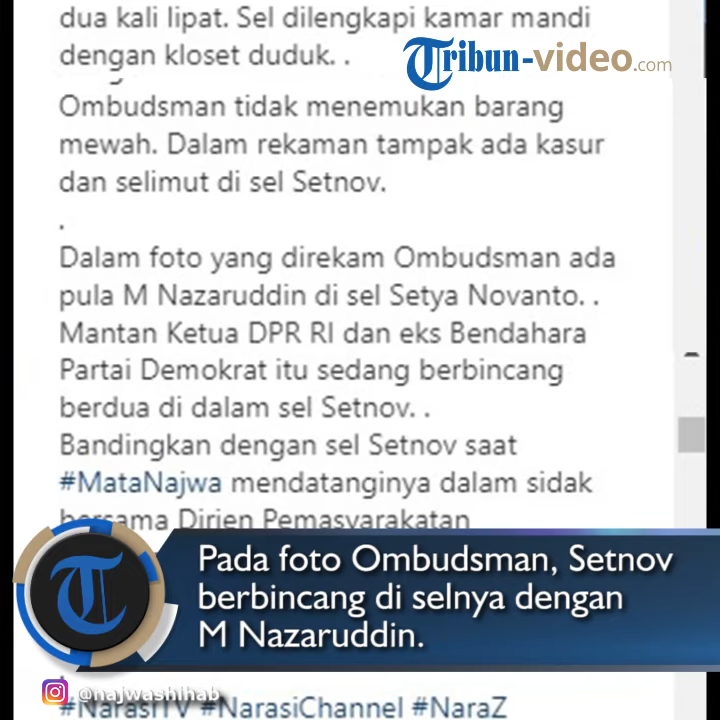 dua kali lipat. Sel dilengkapi kamar mandi
dengan kloset duduk. .
Tribun-video.com
Ombudsman tidak menemukan barang
mewah. Dalam rekaman tampak ada kasur
dan selimut di sel Setnov.
.
Dalam foto yang direkam Ombudsman ada
pula M Nazaruddin di sel Setya Novanto. .
Mantan Ketua DPR RI dan eks Bendahara
Partai Demokrat itu sedang berbincang
berdua di dalam sel Setnov. .
Bandingkan dengan sel Setnov saat
#MataNajwa mendatanginya dalam sidak
bersama Dirjen Pemasyarakatan
T
Pada foto Ombudsman, Setnov
berbincang di selnya dengan
M Nazaruddin.
@najwashihab
#NarasiTV #NarasiChannel #NaraZ